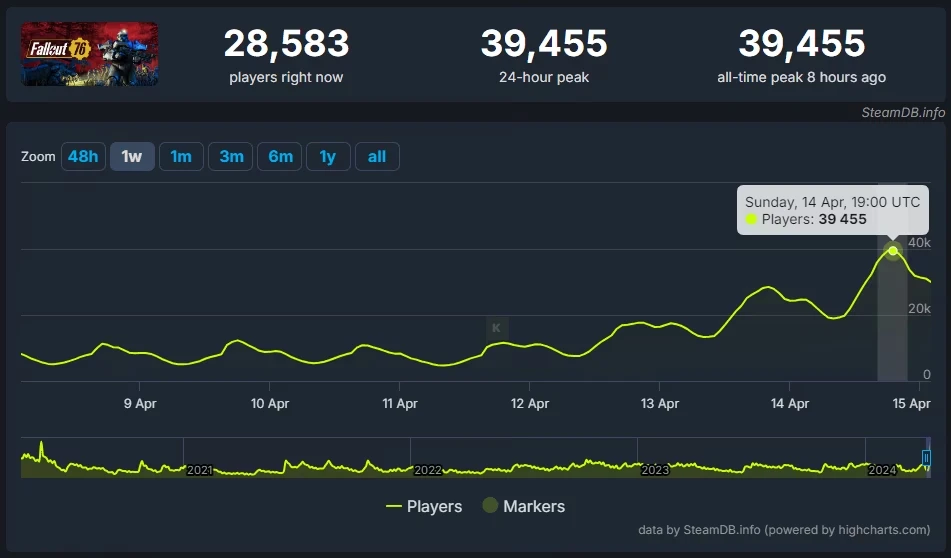 Fallout 76
28,583 39,455 39,455
players right now 24-hour peak all-time peak 8 hours ago
SteamDB.info
Zoom 48h 1w 1m 3m 6m 1y all
Sunday, 14 Apr, 19:00 UTC
Players: 39 455
40k
20k
K
0
9 Apr 10 Apr 11 Apr 12 Apr 13 Apr 14 Apr 15 Apr
2021 2022 2023 2024
Players Markers
data by SteamDB.info (powered by highcharts.com)